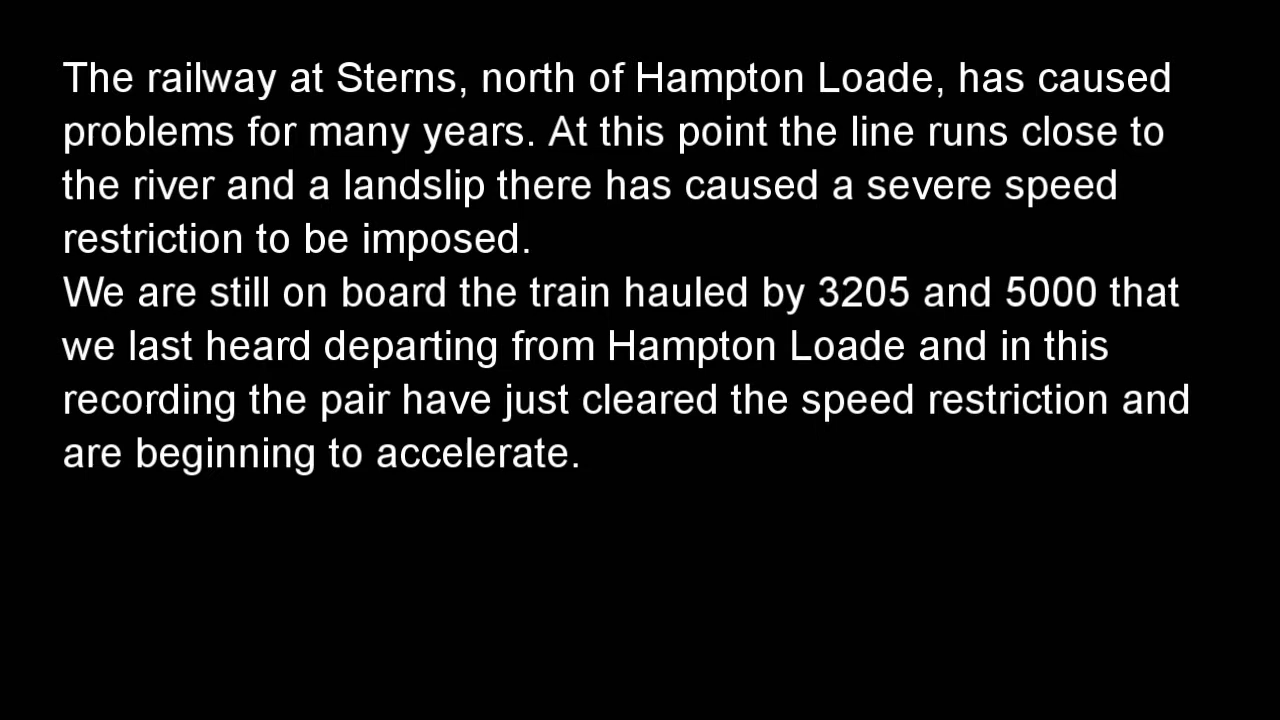 The railway at Sterns, north of Hampton Loade, has caused
problems for many years. At this point the line runs close to
the river and a landslip there has caused a severe speed
restriction to be imposed.
We are still on board the train hauled by 3205 and 5000 that
we last heard departing from Hampton Loade and in this
recording the pair have just cleared the speed restriction and
are beginning to accelerate.